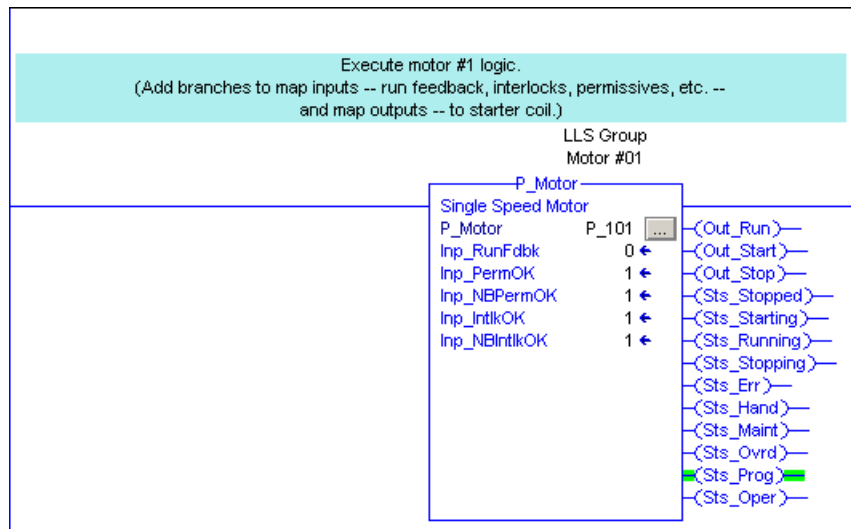 Execute motor #1 logic.
(Add branches to map inputs -- run feedback, interlocks, permissives, etc. --
and map outputs -- to starter coil.)
LLS Group
Motor #01
P_Motor
Single Speed Motor
P_Motor P_101 ...
(Out_Run)
Inp_RunFdbk 0
(Out_Start)
Inp_PermOK 1
(Out_Stop)
Inp_NBPermOK 1
(Sts_Stopped)
Inp_IntlkOK 1
(Sts_Starting)
Inp_NBIntlkOK 1
(Sts_Running)
(Sts_Stopping)
(Sts_Err)
(Sts_Hand)
(Sts_Maint)
(Sts_Ovrd)
(Sts_Prog)
(Sts_Oper)